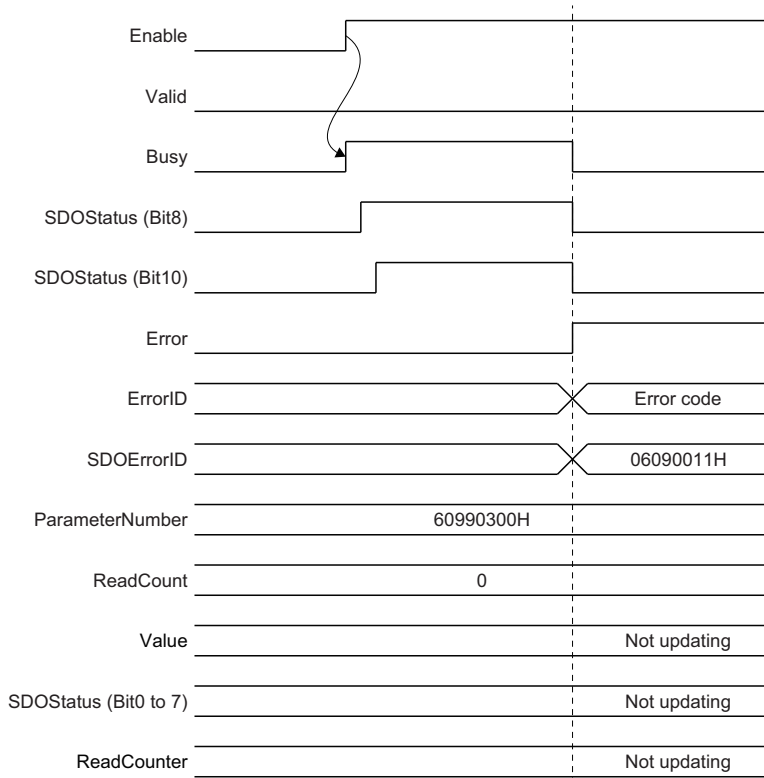 Enable
Valid
Busy
SDOStatus (Bit8)
SDOStatus (Bit10)
Error
ErrorID Error code
SDOErrorID 06090011H
ParameterNumber 60990300H
ReadCount 0
Value Not updating
SDOStatus (Bit0 to 7) Not updating
ReadCounter Not updating